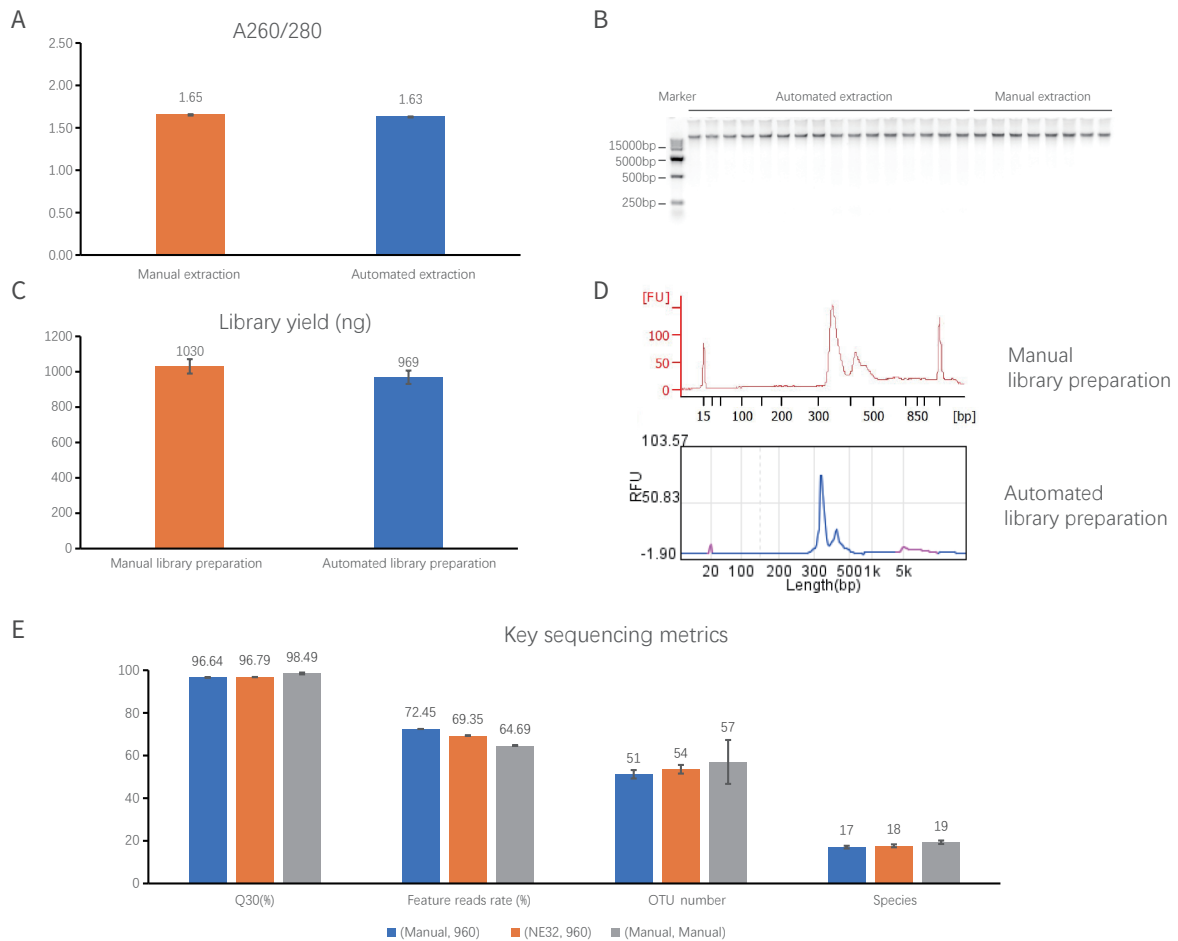 A
A260/280
2.50
2.00
1.50
1.00
0.50
0.00
1.65
1.63
Manual extraction
Automated extraction
B
Marker
Automated extraction
Manual extraction
15000bp
5000bp
500bp
250bp
C
Library yield (ng)
1200
1000
800
600
400
200
0
1030
969
Manual library preparation
Automated library preparation
D
[FU]
100
50
0
15 100 200 300 500 850 [bp]
Manual
library preparation
103.57
RFU
50.83
-1.90
20 100 200 300 500 1k 5k
Length(bp)
Automated
library preparation
E
Key sequencing metrics
100
80
60
40
20
0
96.64 96.79 98.49
72.45 69.35 64.69
51 54 57
17 18 19
Q30(%)
Feature reads rate (%)
OTU number
Species
(Manual, 960) (NE32, 960) (Manual, Manual)